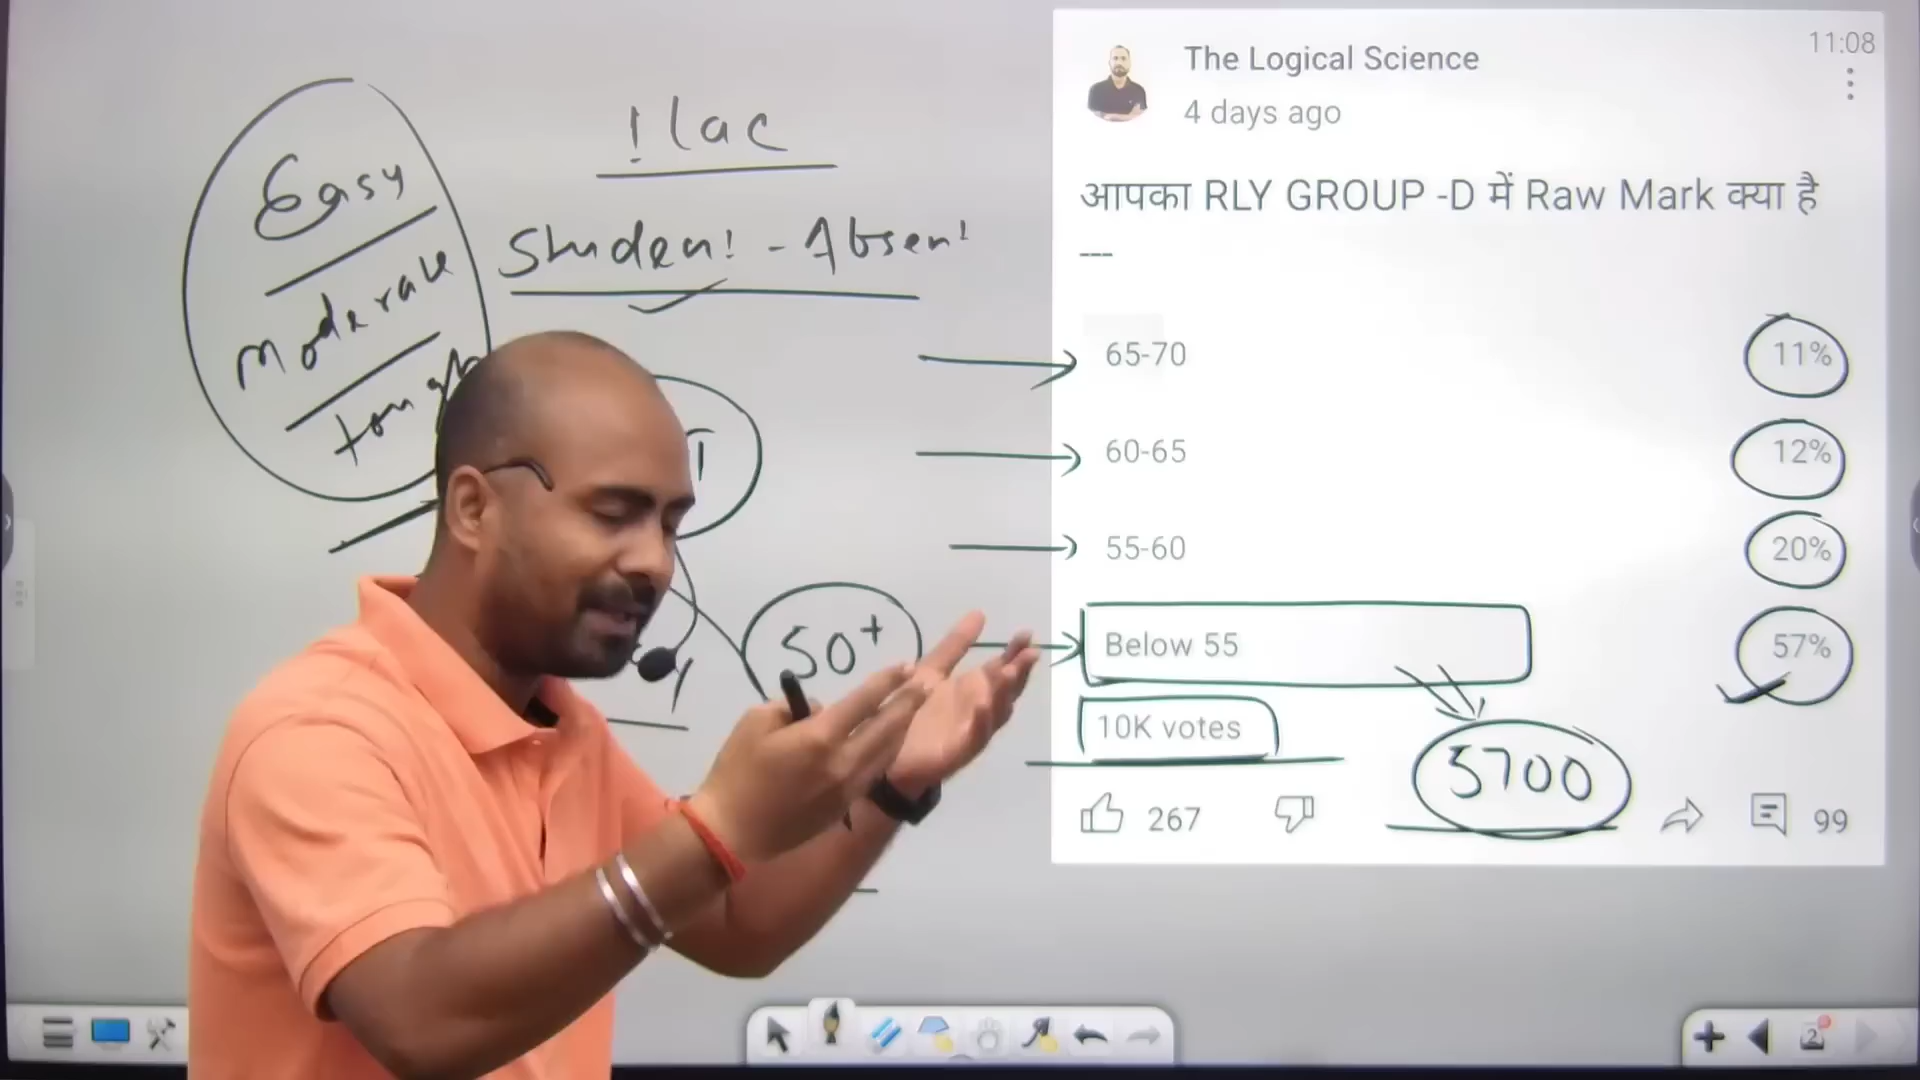 Easy
Moderate
tough
1 lac
Student - Absent
50+
The Logical Science
11:08
4 days ago
आपका RLY GROUP -D में Raw Mark क्या है
---
65-70 11%
60-65 12%
55-60 20%
Below 55 57%
10K votes
5700
267
99
2